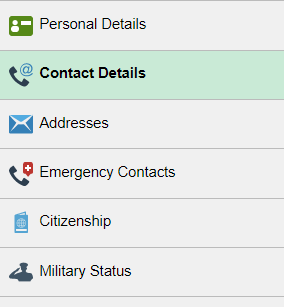 Personal Details
Contact Details
Addresses
Emergency Contacts
Citizenship
Military Status